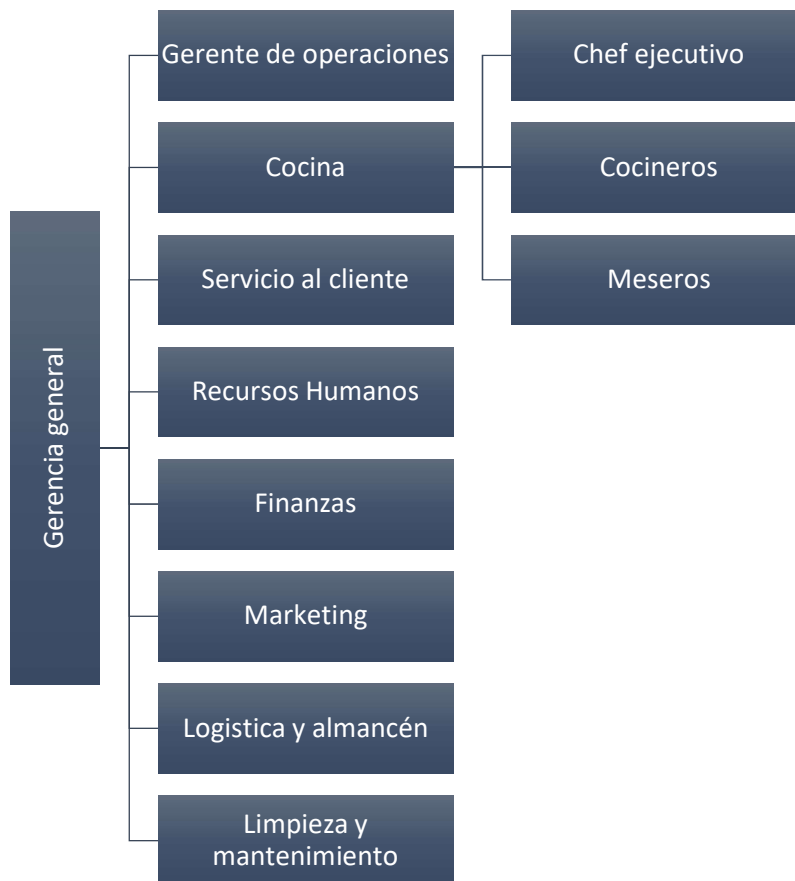 Gerencia general
Gerente de operaciones
Cocina
Chef ejecutivo
Cocineros
Meseros
Servicio al cliente
Recursos Humanos
Finanzas
Marketing
Logistica y almancén
Limpieza y
mantenimiento